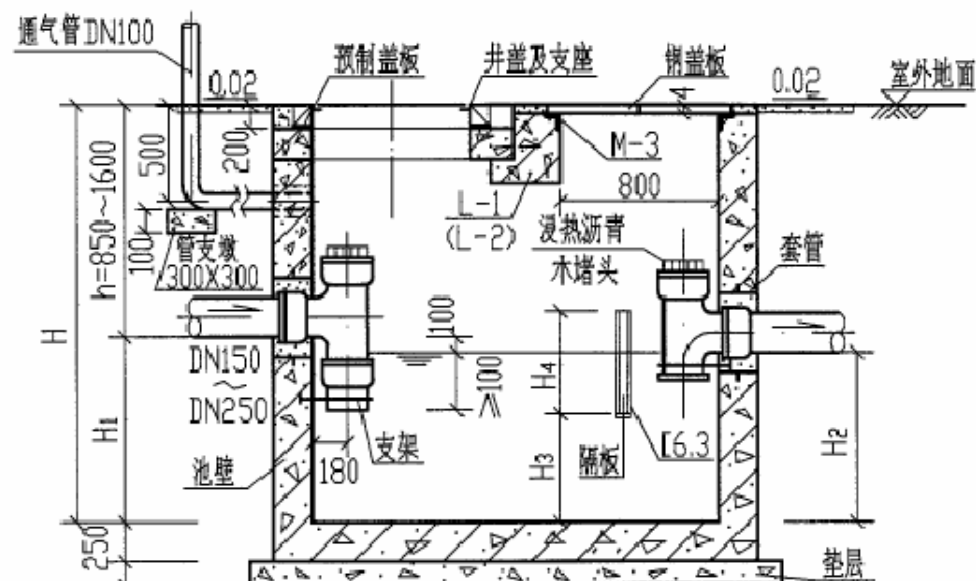 通气管DN100
预制盖板
井盖及支座
钢盖板
室外地面
0.02
0.02
500
200
M-3
800
L-1
(L-2)
浸热沥青
木堵头
套管
100
管支墩
300X300
h=850~1600
H
100
DN150
~
DN250
≥100
H4
H1
H3
H2
180
支架
隔板
[6.3
池壁
250
垫层